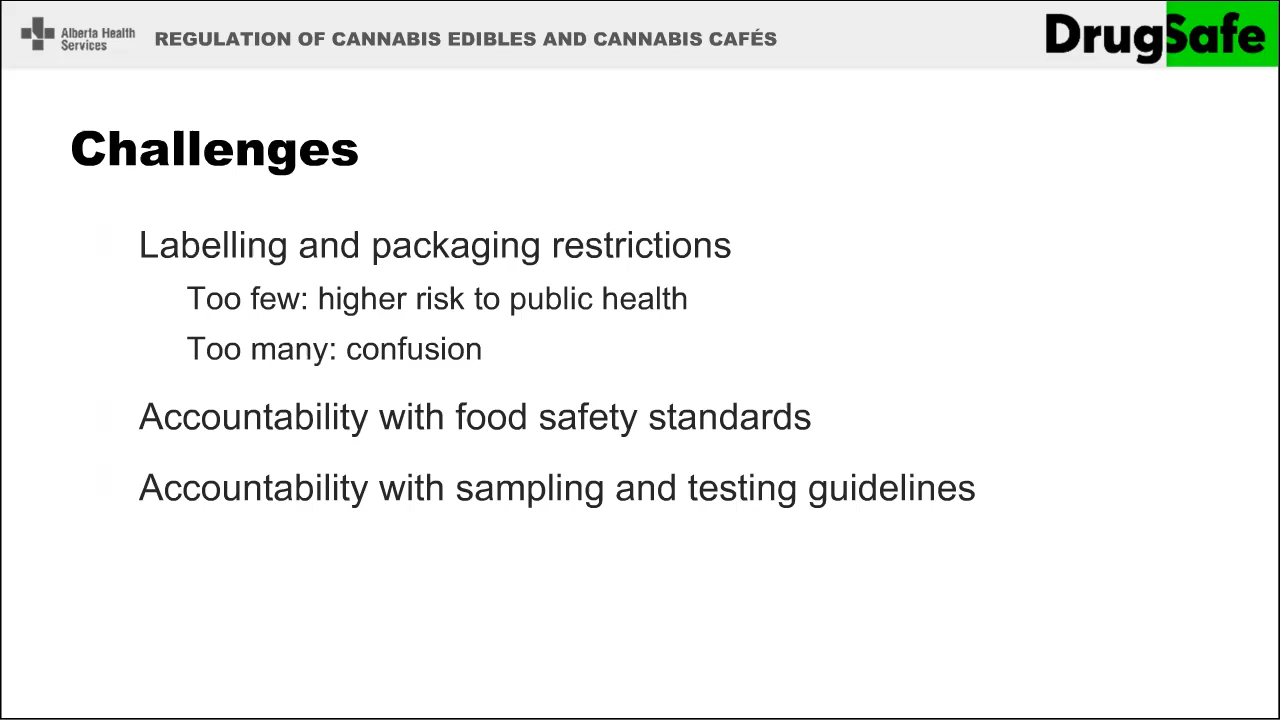 Alberta Health
Services
REGULATION OF CANNABIS EDIBLES AND CANNABIS CAFÉS
DrugSafe
Challenges
Labelling and packaging restrictions
Too few: higher risk to public health
Too many: confusion
Accountability with food safety standards
Accountability with sampling and testing guidelines